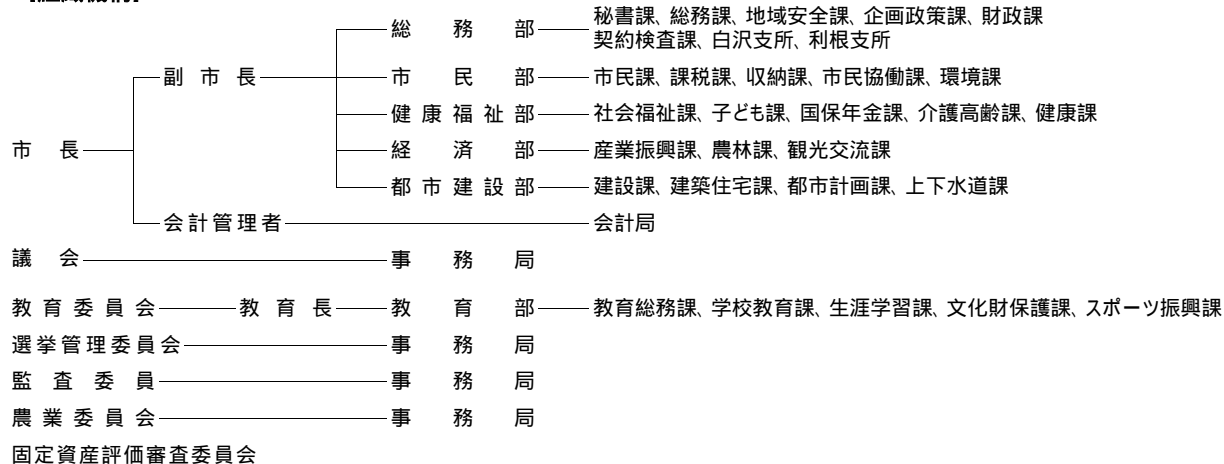 総務部 秘書課、総務課、地域安全課、企画政策課、財政課
契約検査課、白沢支所、利根支所
副市長 市民部 市民課、課税課、収納課、市民協働課、環境課
健康福祉部 社会福祉課、子ども課、国保年金課、介護高齢課、健康課
市長 経済部 産業振興課、農林課、観光交流課
都市建設部 建設課、建築住宅課、都市計画課、上下水道課
会計管理者 会計局
議会 事務局
教育委員会 教育長 教育部 教育総務課、学校教育課、生涯学習課、文化財保護課、スポーツ振興課
選挙管理委員会 事務局
監査委員 事務局
農業委員会 事務局
固定資産評価審査委員会